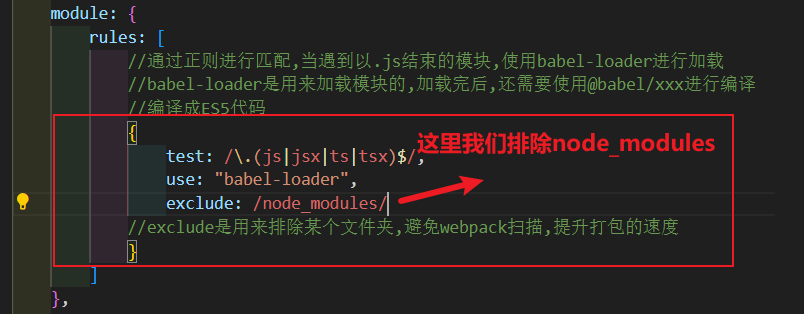 module: {
rules: [
//通过正则进行匹配,当遇到以.js结束的模块,使用babel-loader进行加载
//babel-loader是用来加载模块的,加载完后,还需要使用@babel/xxx进行编译
//编译成ES5代码
{
这里我们排除node_modules
test: /\.(js|jsx|ts|tsx)$/,
use: "babel-loader",
exclude: /node_modules/
//exclude是用来排除某个文件夹,避免webpack扫描,提升打包的速度
}
]
},